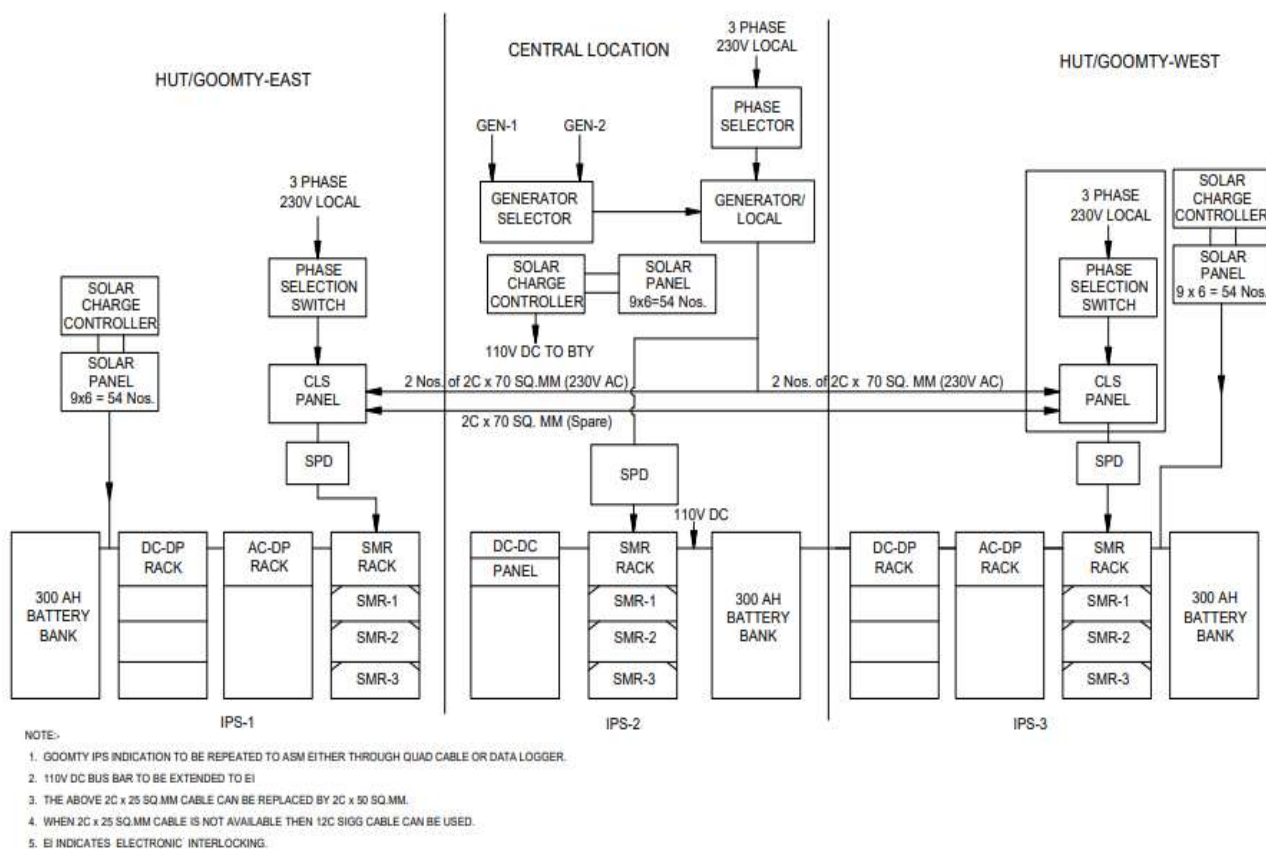 HUT/GOOMTY-EAST
3 PHASE
230V LOCAL
PHASE
SELECTION
SWITCH
CLS
PANEL
SPD
SOLAR
CHARGE
CONTROLLER
SOLAR
PANEL
9x6 = 54 Nos.
300 AH
BATTERY
BANK
DC-DP
RACK
AC-DP
RACK
SMR
RACK
SMR-1
SMR-2
SMR-3
IPS-1
CENTRAL LOCATION
3 PHASE
230V LOCAL
PHASE
SELECTOR
GEN-1
GEN-2
GENERATOR
SELECTOR
GENERATOR/
LOCAL
SOLAR
CHARGE
CONTROLLER
SOLAR
PANEL
9x6=54 Nos.
110V DC TO BTY
2 Nos. of 2C x 70 SQ.MM (230V AC)
2 Nos. of 2C x 70 SQ. MM (230V AC)
2C x 70 SQ. MM (Spare)
SPD
110V DC
DC-DC
PANEL
SMR
RACK
SMR-1
SMR-2
SMR-3
300 AH
BATTERY
BANK
IPS-2
HUT/GOOMTY-WEST
3 PHASE
230V LOCAL
PHASE
SELECTION
SWITCH
CLS
PANEL
SPD
SOLAR
CHARGE
CONTROLLER
SOLAR
PANEL
9 x 6 = 54 Nos.
DC-DP
RACK
AC-DP
RACK
SMR
RACK
SMR-1
SMR-2
SMR-3
300 AH
BATTERY
BANK
IPS-3
NOTE:-
1. GOOMTY IPS INDICATION TO BE REPEATED TO ASM EITHER THROUGH QUAD CABLE OR DATA LOGGER.
2. 110V DC BUS BAR TO BE EXTENDED TO EI
3. THE ABOVE 2C x 25 SQ.MM CABLE CAN BE REPLACED BY 2C x 50 SQ.MM.
4. WHEN 2C x 25 SQ.MM CABLE IS NOT AVAILABLE THEN 12C SIGG CABLE CAN BE USED.
5. EI INDICATES ELECTRONIC INTERLOCKING.